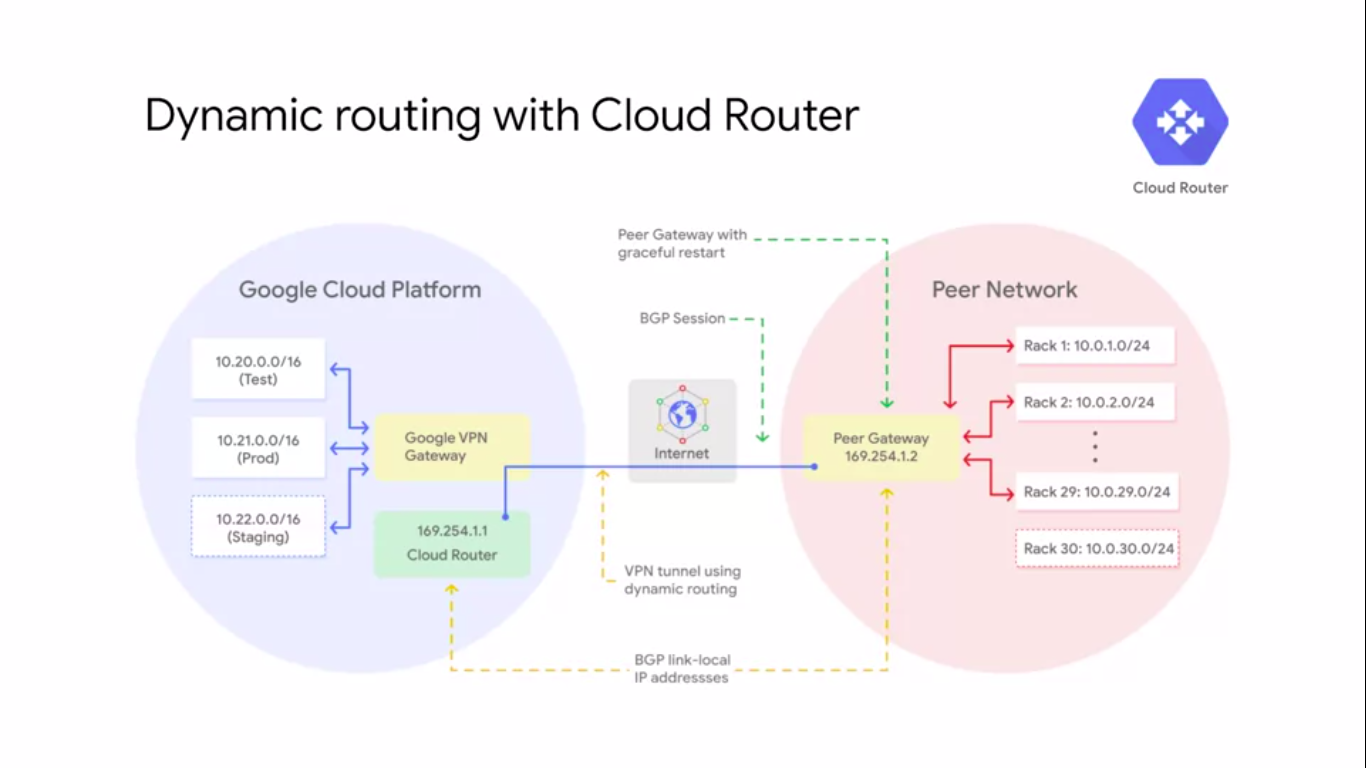 Dynamic routing with Cloud Router
Cloud Router
Peer Gateway with
graceful restart
Google Cloud Platform
Peer Network
BGP Session
10.20.0.0/16
(Test)
10.21.0.0/16
(Prod)
10.22.0.0/16
(Staging)
Google VPN
Gateway
169.254.1.1
Cloud Router
Internet
Peer Gateway
169.254.1.2
Rack 1: 10.0.1.0/24
Rack 2: 10.0.2.0/24
Rack 29: 10.0.29.0/24
Rack 30: 10.0.30.0/24
VPN tunnel using
dynamic routing
BGP link-local
IP addressses